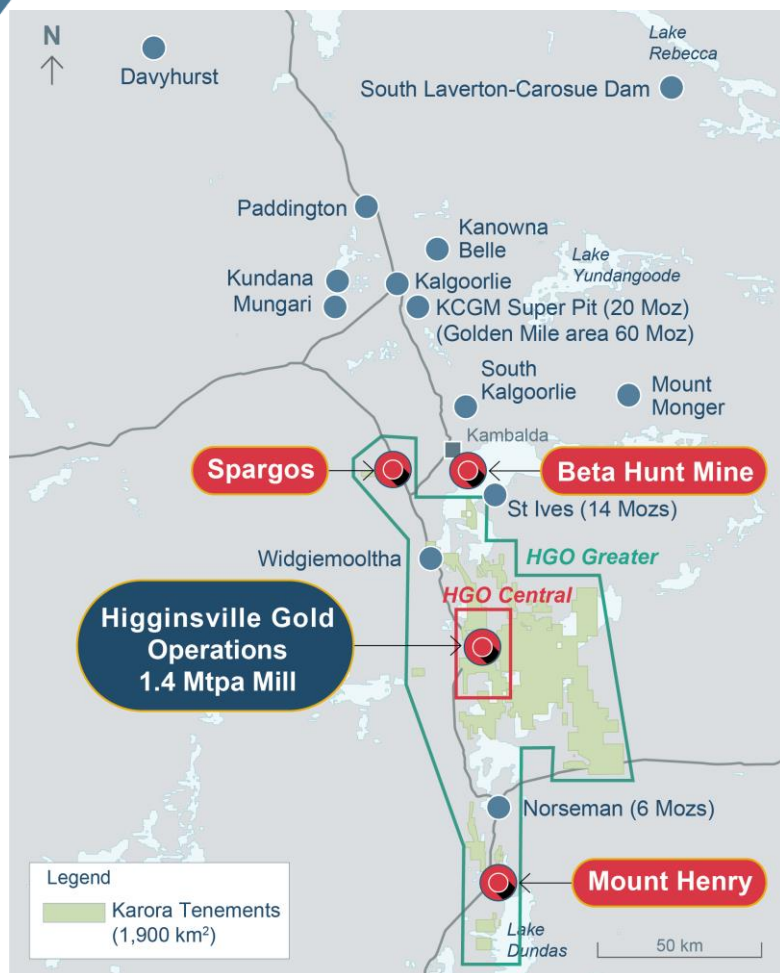 N
Davyhurst
Lake
Rebecca
South Laverton-Carosue Dam
Paddington
Kanowna
Belle
Lake
Yundangoode
Kundana
Mungari
Kalgoorlie
KCGM Super Pit (20 Moz)
(Golden Mile area 60 Moz)
South
Kalgoorlie
Mount
Monger
Kambalda
Spargos
Beta Hunt Mine
St Ives (14 Mozs)
Widgiemooltha
HGO Greater
HGO Central
Higginsville Gold
Operations
1.4 Mtpa Mill
Norseman (6 Mozs)
Mount Henry
Legend
Karora Tenements
(1,900 km²)
Lake
Dundas
50 km